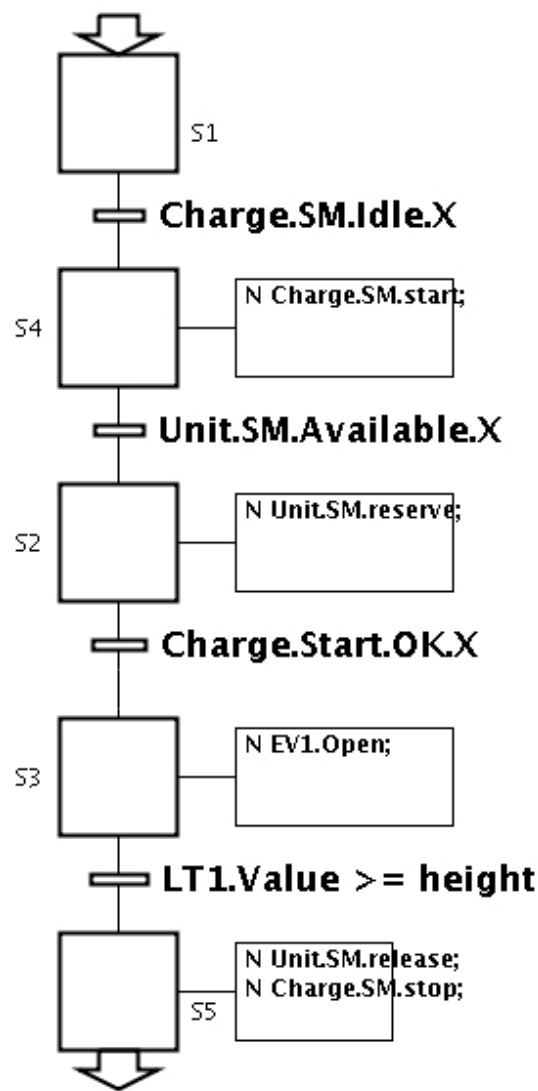 S1
Charge.SM.Idle.X
S4
N Charge.SM.start;
Unit.SM.Available.X
S2
N Unit.SM.reserve;
Charge.Start.OK.X
S3
N EV1.Open;
LT1.Value >= height
N Unit.SM.release;
N Charge.SM.stop;
S5